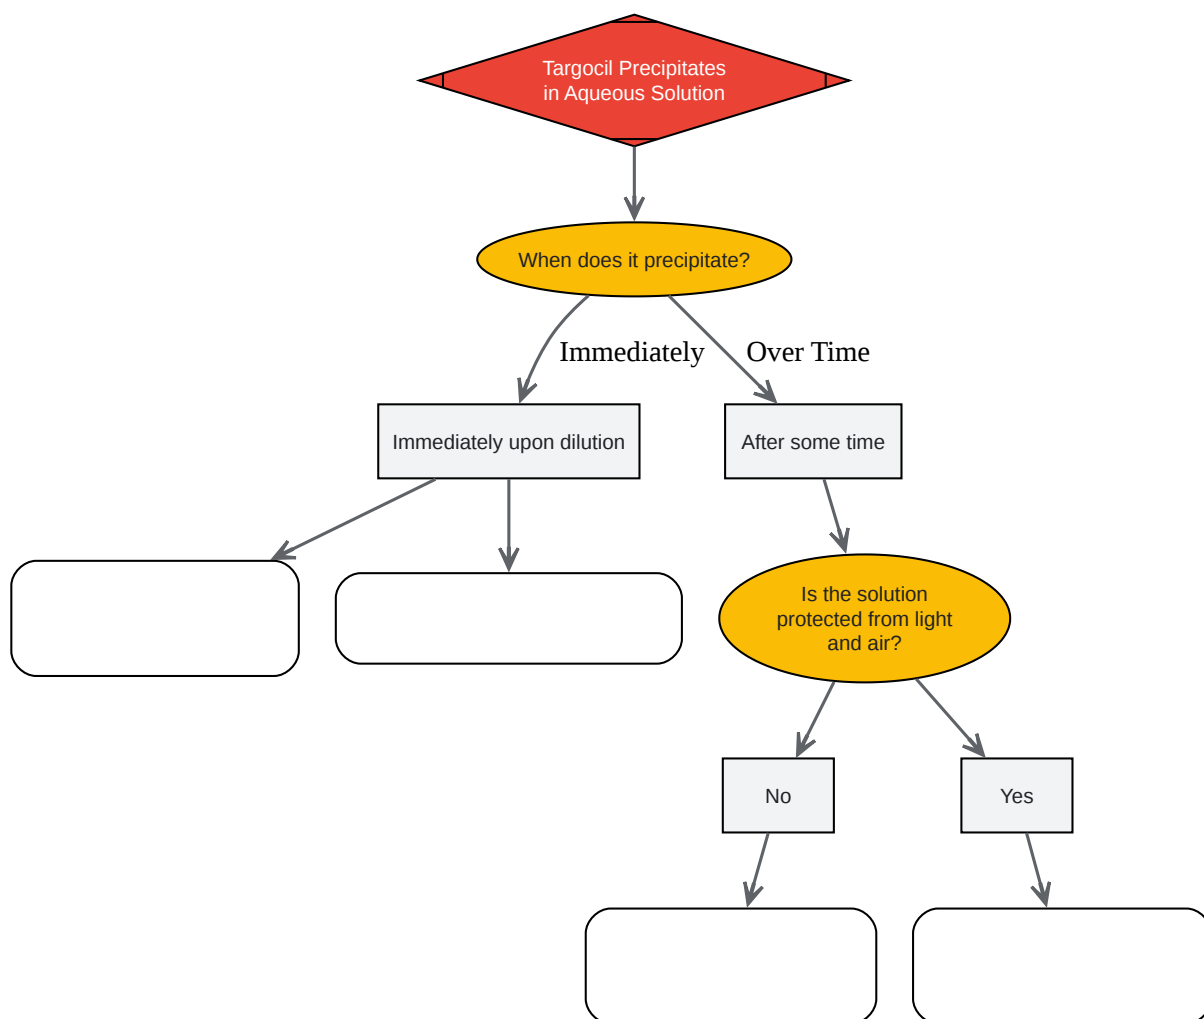 Targocil Precipitates
in Aqueous Solution
When does it precipitate?
Immediately
Over Time
Immediately upon dilution
After some time
Is the solution
protected from light
and air?
No
Yes